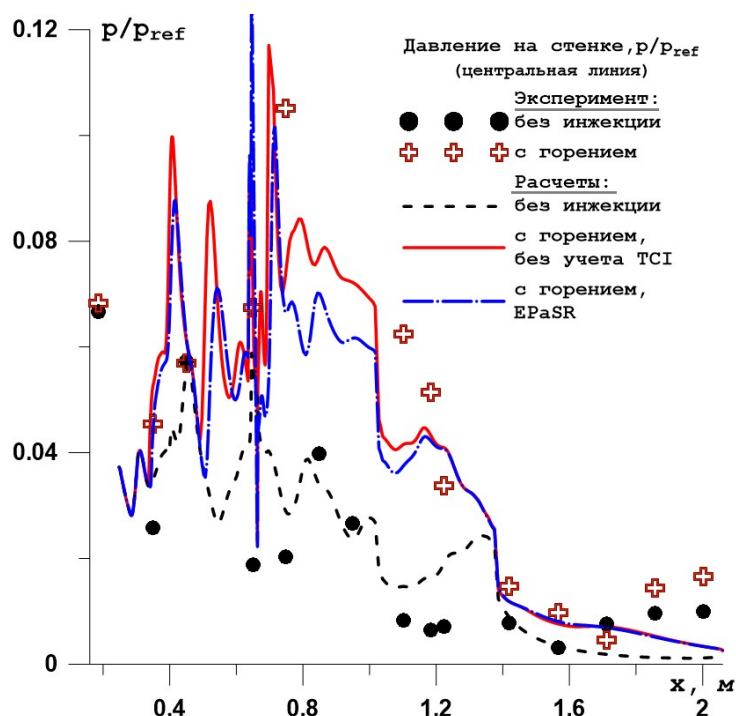 0.12
p/pref
Давление на стенке,p/pref
(центральная линия)
Эксперимент:
без инжекции
с горением
Расчеты:
без инжекции
с горением,
без учета TCI
с горением,
EPaSR
0.08
0.04
0
0.4
0.8
1.2
1.6
2
x, м